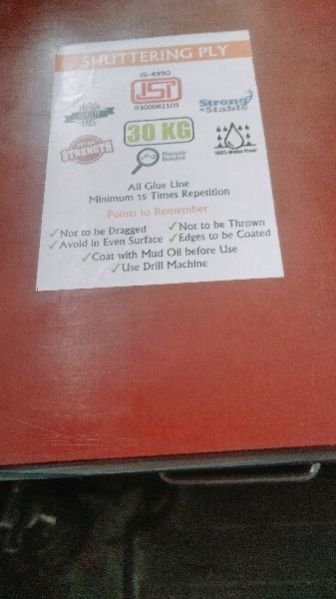 SHUTTERING PLY
IS-4990
ISI
9400082109
QUALITY
Strong
& Stable
EXTRA
STRENGTH
30 KG
Phenolic
Bonded
100% Water Proof
All Glue Line
Minimum 15 Times Repetition
Points to Remember
✓ Not to be Dragged ✓ Not to be Thrown
✓ Avoid in Even Surface ✓ Edges to be Coated
✓ Coat with Mud Oil before Use
✓ Use Drill Machine